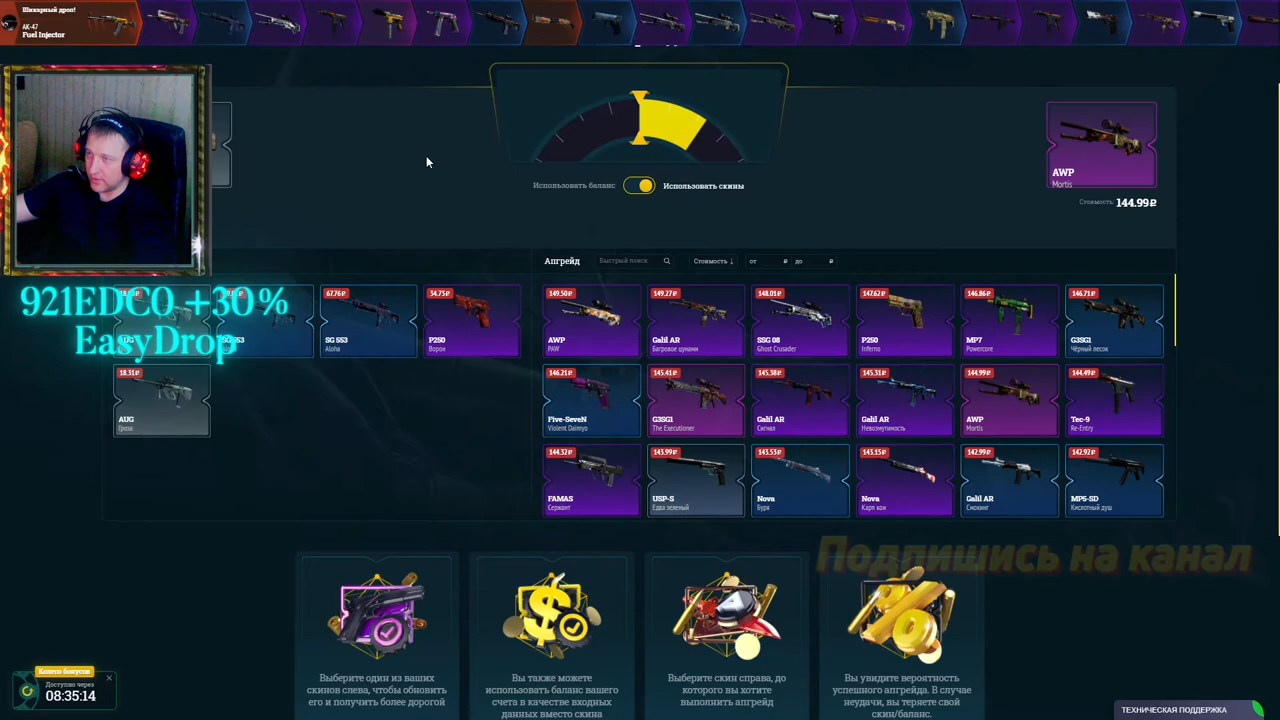 Шикарный дроп!
AK-47
Fuel Injector
Использовать баланс
Использовать скины
AWP
Mortis
Стоимость: 144.99₽
Апгрейд
Быстрый поиск
Стоимость ↓
от ₽ до ₽
921EDC0 +30%
EasyDrop
67.76₽
SG 553
Aloha
34.73₽
P250
Ворон
18.31₽
AUG
Гроза
149.50₽
AWP
PAW
149.27₽
Galil AR
Багровое цунами
148.01₽
SSG 08
Ghost Crusader
147.62₽
P250
Inferno
146.86₽
MP7
Powercore
146.71₽
G3SG1
Чёрный песок
146.21₽
Five-SeveN
Violent Daimyo
145.41₽
G3SG1
The Executioner
145.38₽
Galil AR
Сигнал
145.31₽
Galil AR
Невозмутимость
144.99₽
AWP
Mortis
144.49₽
Tec-9
Re-Entry
144.32₽
FAMAS
Сержант
143.99₽
USP-S
Едва зеленый
143.53₽
Nova
Буря
143.15₽
Nova
Карп кои
142.99₽
Galil AR
Смокинг
142.92₽
MP5-SD
Кислотный душ
Подпишись на канал
Выберите один из ваших
скинов слева, чтобы обновить
его и получить более дорогой
Вы также можете
использовать баланс вашего
счета в качестве входных
данных вместо скина
Выберите скин справа, до
которого вы хотите
выполнить апгрейд
Вы увидите вероятность
успешного апгрейда. В случае
неудачи, вы теряете свой
скин/баланс.
Колесо бонусов
Доступно через
08:35:14
ТЕХНИЧЕСКАЯ ПОДДЕРЖКА